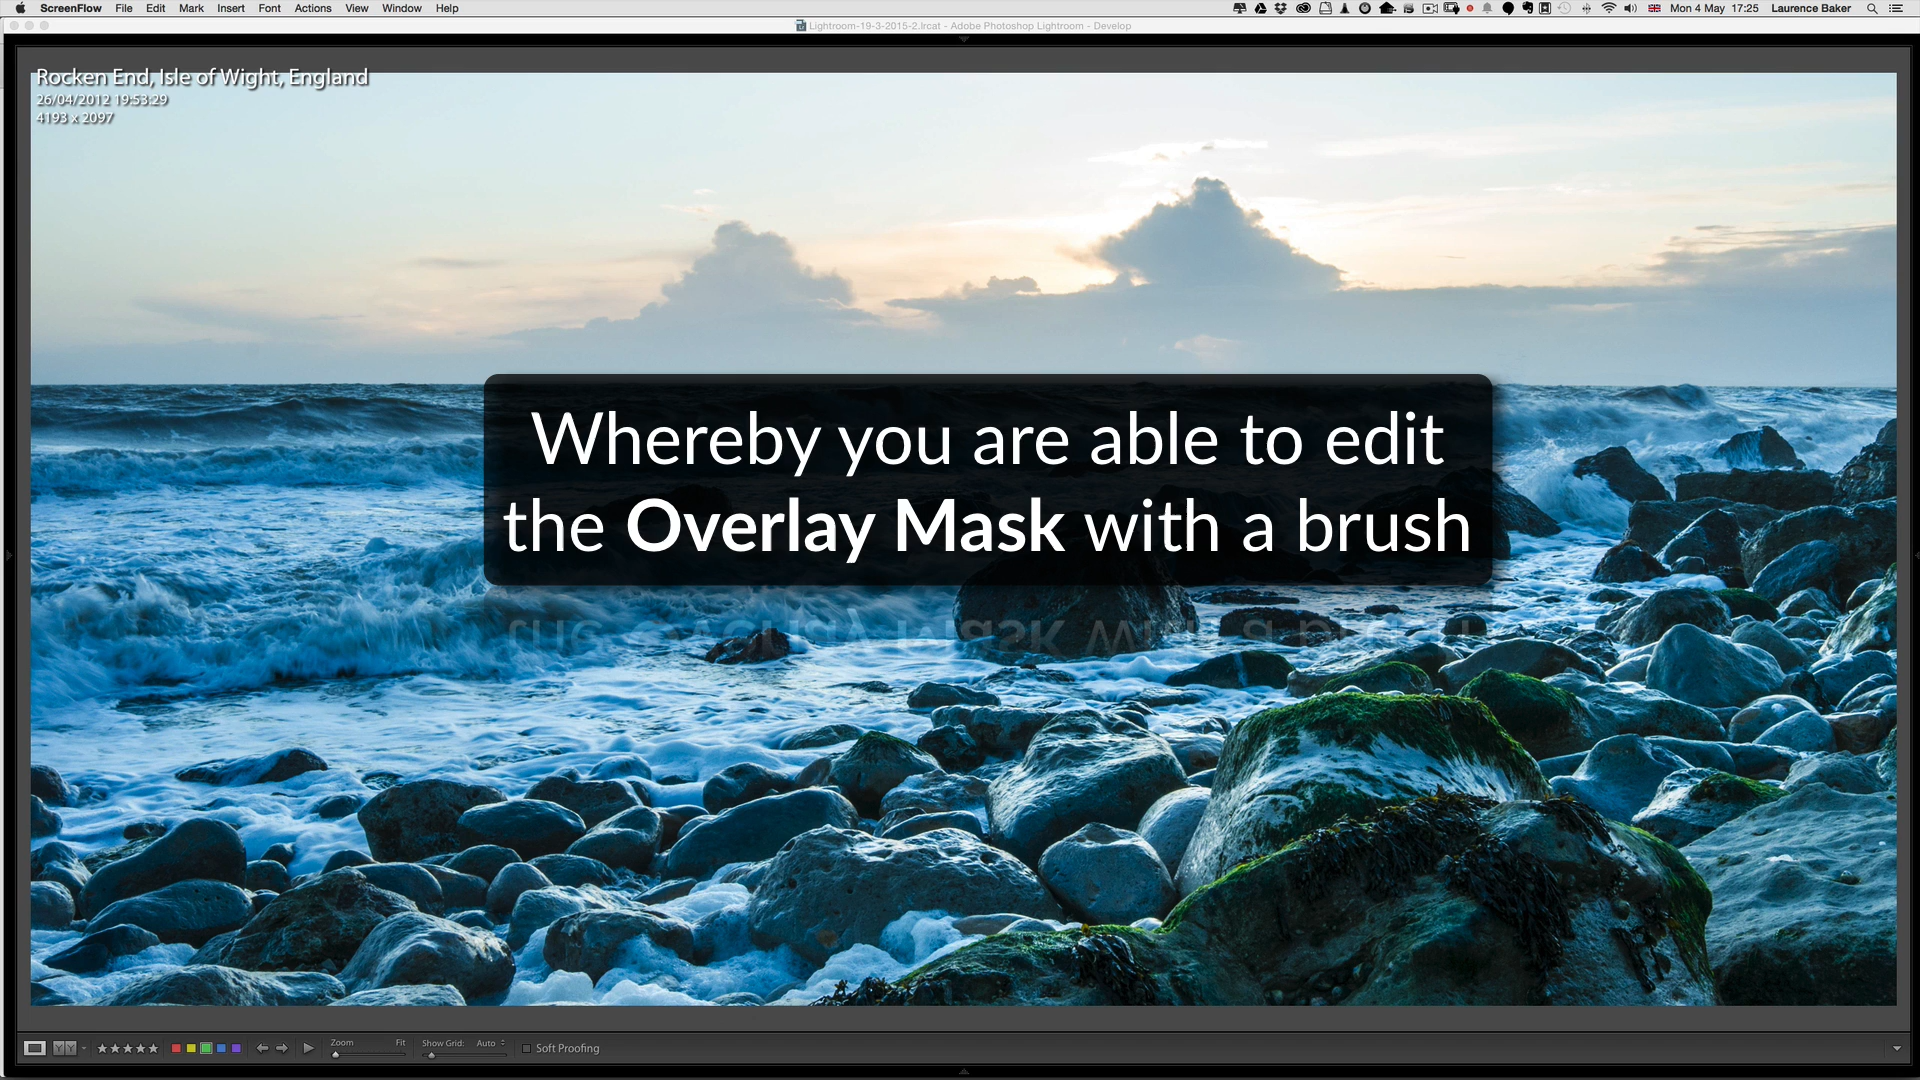 ScreenFlow File Edit Mark Insert Font Actions View Window Help Mon 4 May 17:25 Laurence Baker
Lightroom-19-3-2015-2.lrcat - Adobe Photoshop Lightroom - Develop
Rocken End, Isle of Wight, England
26/04/2012 19:53:29
4193 x 2097
Whereby you are able to edit
the Overlay Mask with a brush
Zoom Fit Show Grid: Auto Soft Proofing